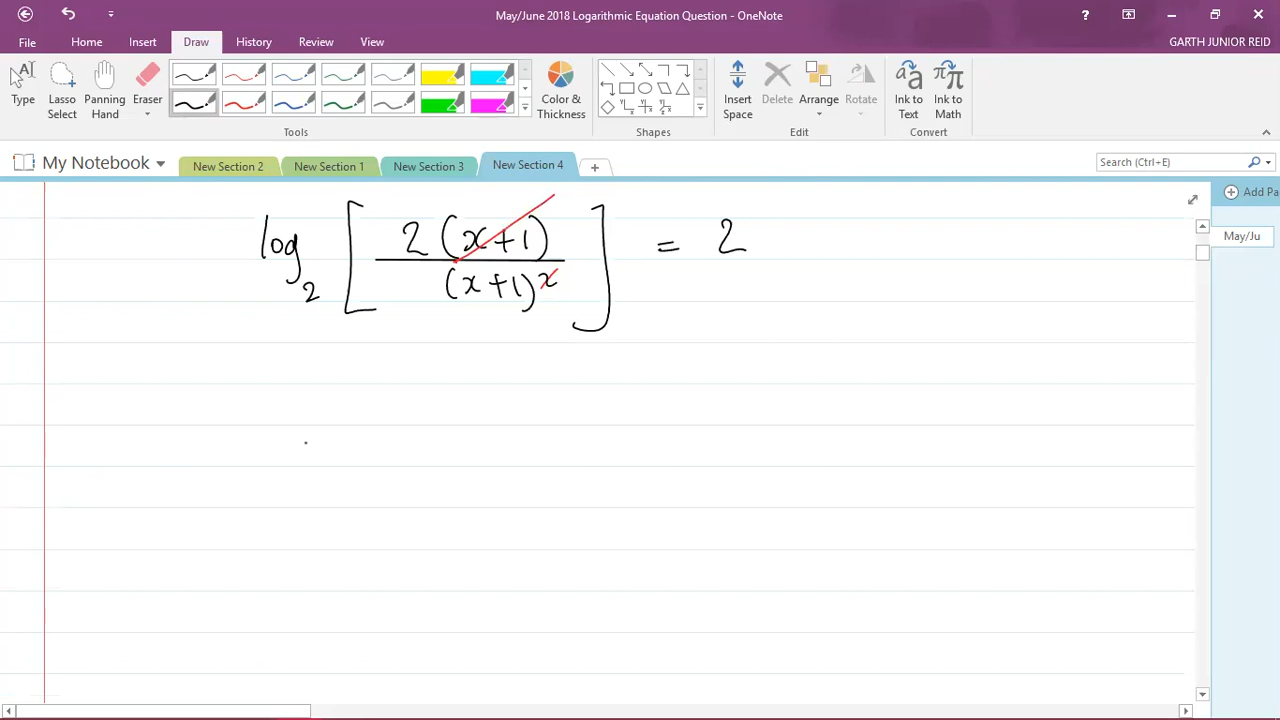 May/June 2018 Logarithmic Equation Question - OneNote
File Home Insert Draw History Review View GARTH JUNIOR REID
Type Lasso Select Panning Hand Eraser Color & Thickness Insert Space Delete Arrange Rotate Ink to Text Ink to Math
Tools Shapes Edit Convert
My Notebook New Section 2 New Section 1 New Section 3 New Section 4 + Search (Ctrl+E)
Add Pa
May/Ju
log₂ [ 2(x+1) / (x+1)² ] = 2